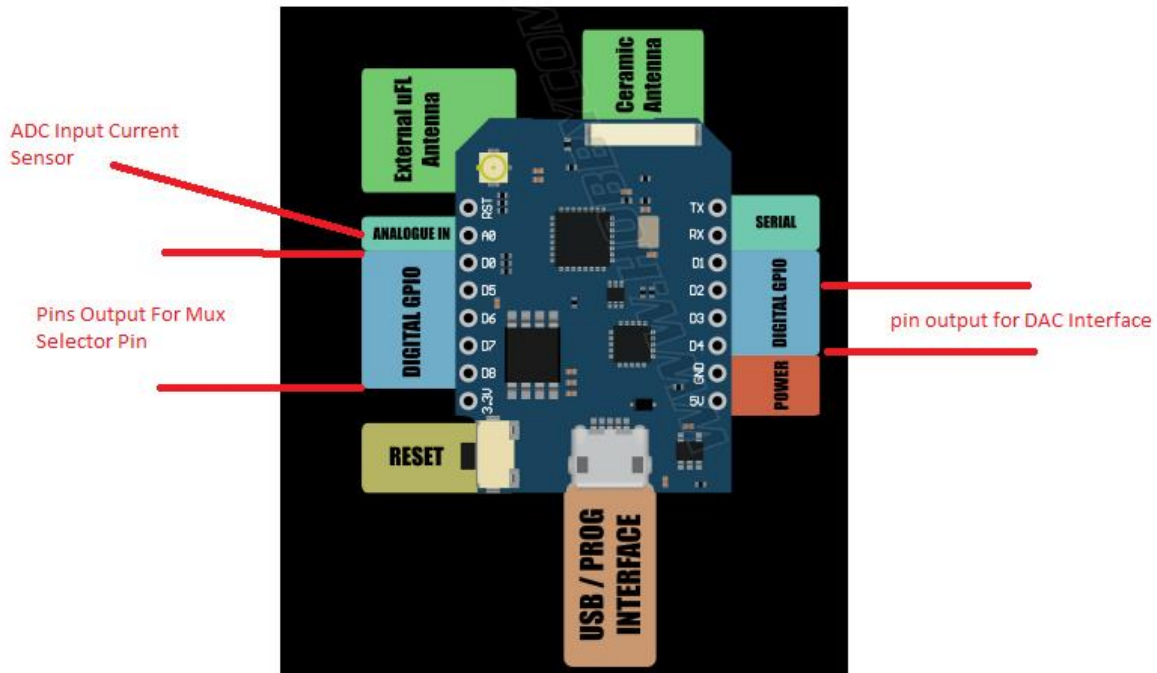 External uFL
Antenna
Ceramic
Antenna
WWW.HOBBYCOM
ADC Input Current
Sensor
RST
A0
D0
D5
D6
D7
D8
3.3V
ANALOGUE IN
DIGITAL GPIO
Pins Output For Mux
Selector Pin
TX
RX
D1
D2
D3
D4
GND
5V
SERIAL
DIGITAL GPIO
POWER
pin output for DAC Interface
RESET
USB / PROG
INTERFACE